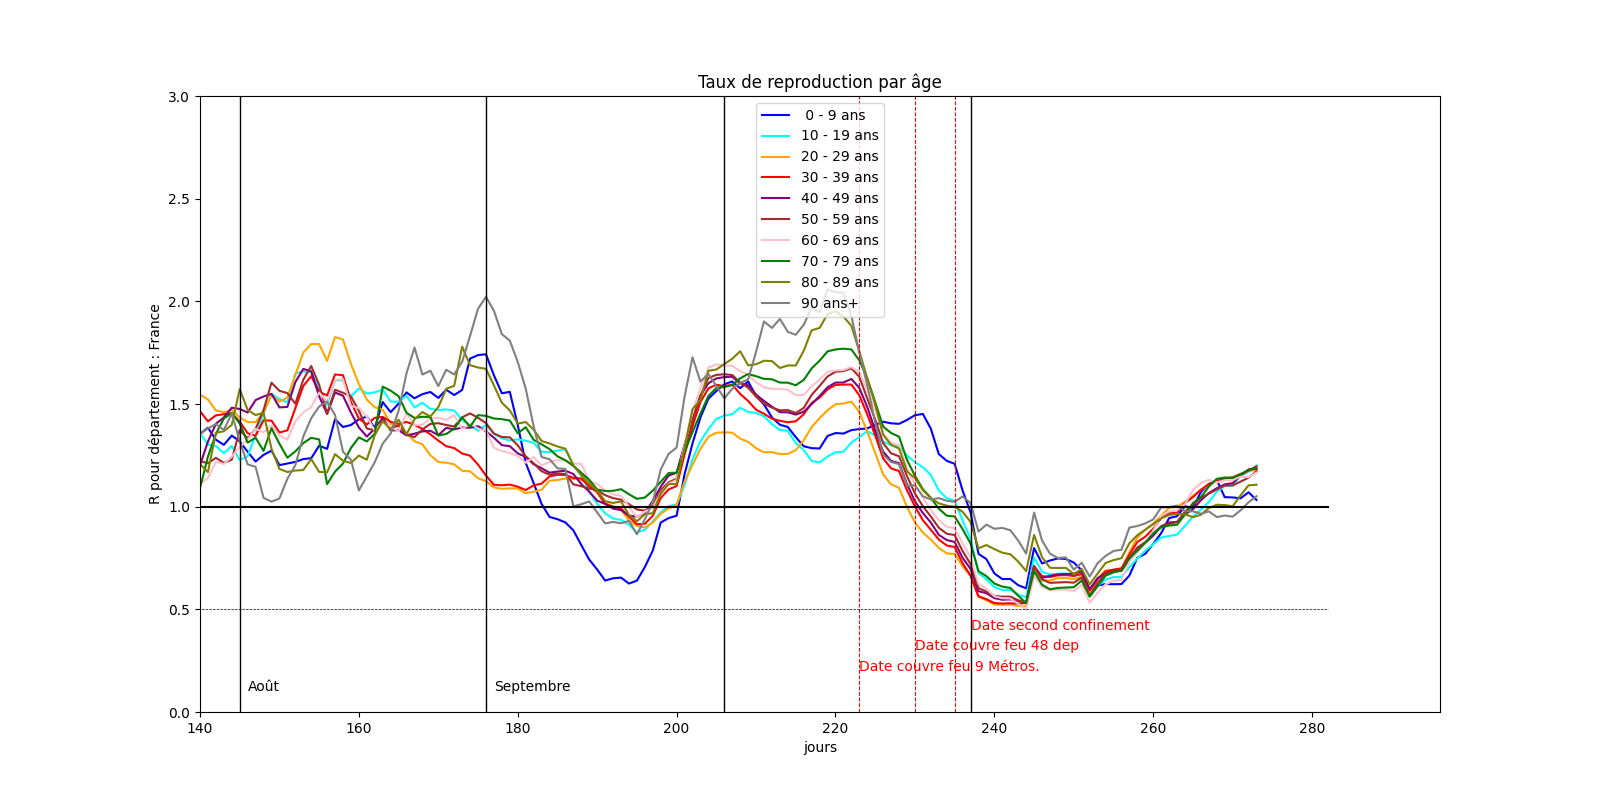 Taux de reproduction par âge
R pour département : France
3.0
2.5
2.0
1.5
1.0
0.5
0.0
0 - 9 ans
10 - 19 ans
20 - 29 ans
30 - 39 ans
40 - 49 ans
50 - 59 ans
60 - 69 ans
70 - 79 ans
80 - 89 ans
90 ans+
Date second confinement
Date couvre feu 48 dep
Date couvre feu 9 Métros.
Août
Septembre
140
160
180
200
220
240
260
280
jours